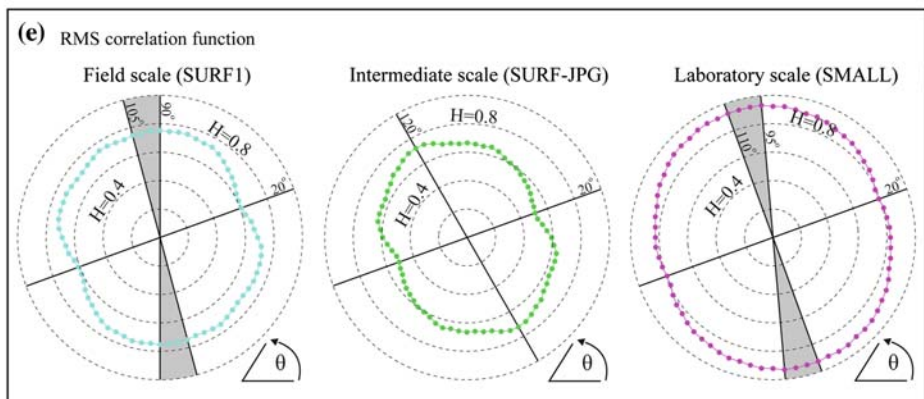 (e) RMS correlation function
Field scale (SURF1)
105°
90°
H=0.8
H=0.4
20°
θ
Intermediate scale (SURF-JPG)
120°
H=0.8
H=0.4
20°
θ
Laboratory scale (SMALL)
110°
95°
H=0.8
H=0.4
20°
θ